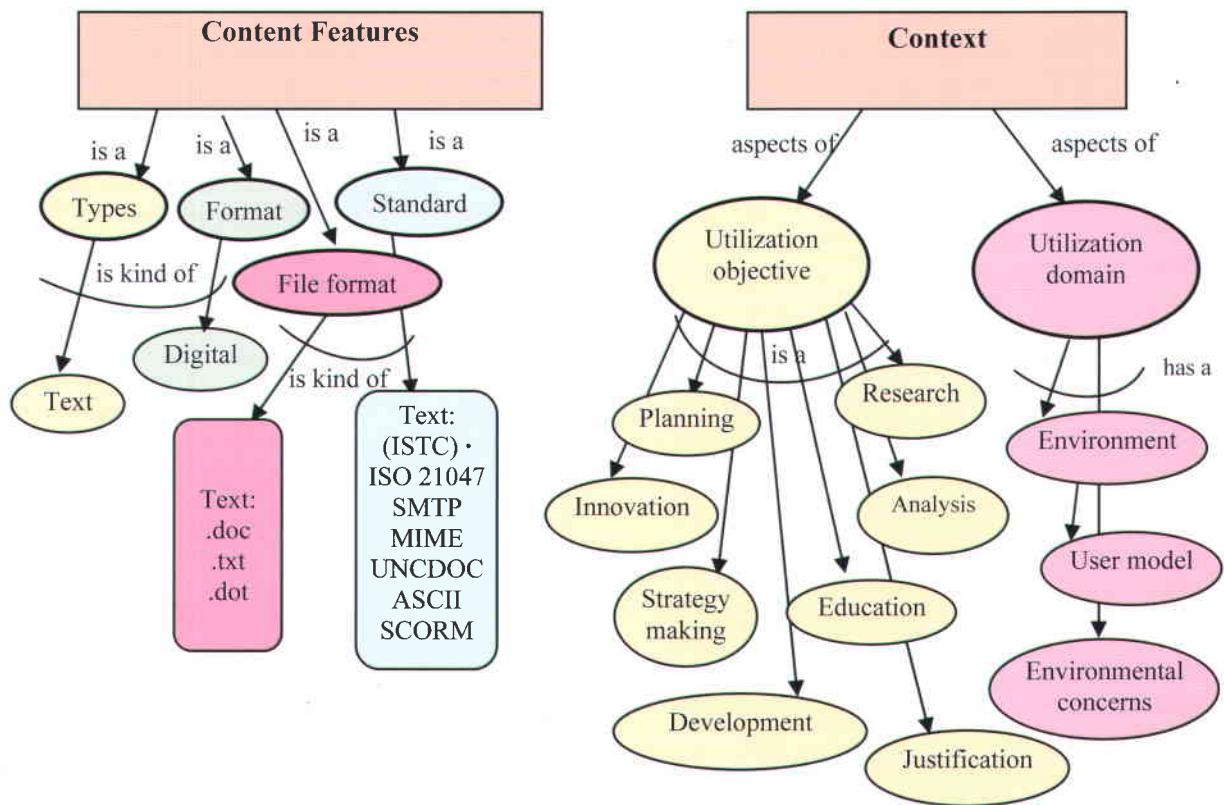 Content Features
is a
is a
is a
is a
Types
Format
Standard
is kind of
File format
Digital
Text
is kind of
Text:
.doc
.txt
.dot
Text:
(ISTC) ·
ISO 21047
SMTP
MIME
UNCDOC
ASCII
SCORM
Context
aspects of
aspects of
Utilization
objective
Utilization
domain
is a
has a
Planning
Research
Innovation
Analysis
Strategy
making
Education
Development
Justification
Environment
User model
Environmental
concerns